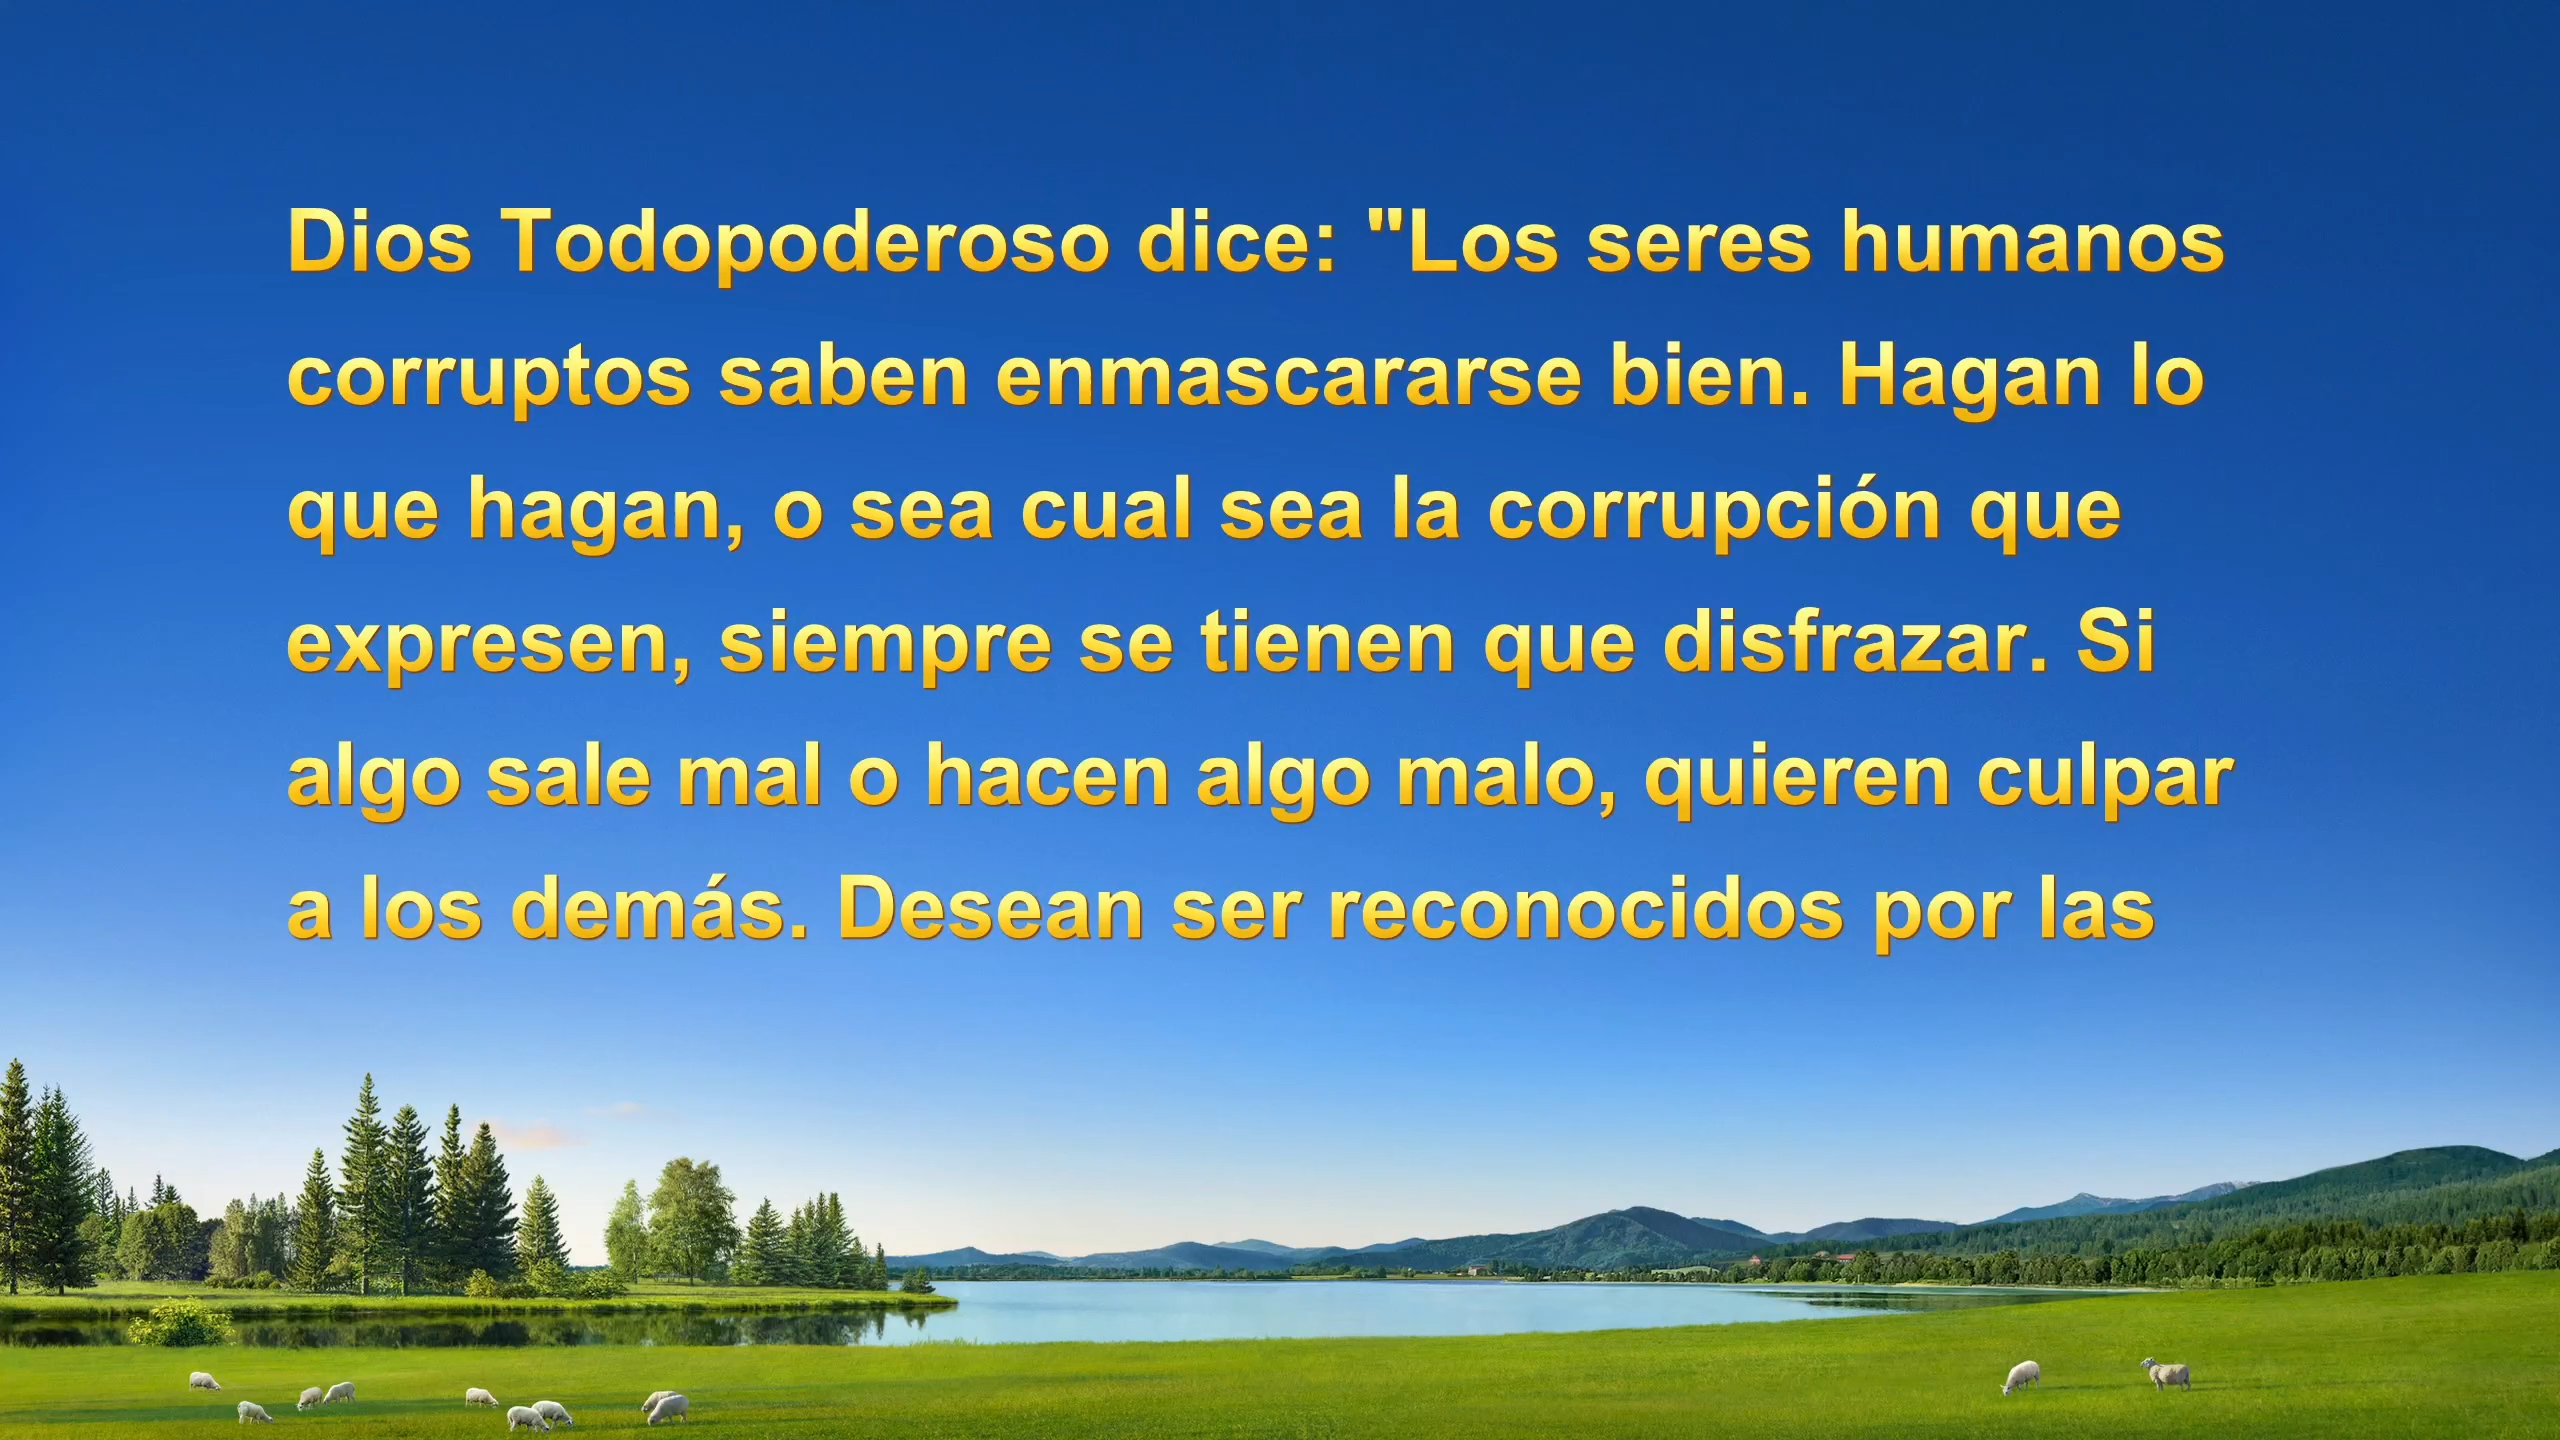 Dios Todopoderoso dice: "Los seres humanos
corruptos saben enmascararse bien. Hagan lo
que hagan, o sea cual sea la corrupción que
expresen, siempre se tienen que disfrazar. Si
algo sale mal o hacen algo malo, quieren culpar
a los demás. Desean ser reconocidos por las